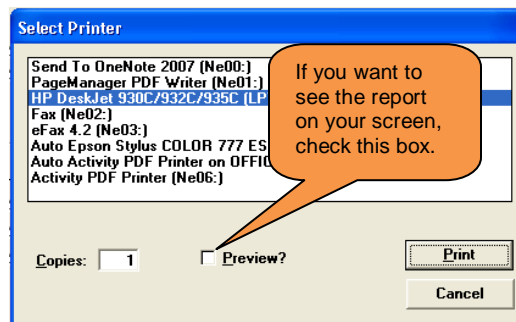 Select Printer
Send To OneNote 2007 (Ne00:)
PageManager PDF Writer (Ne01:)
HP DeskJet 930C/932C/935C (LP
Fax (Ne02:)
eFax 4.2 (Ne03:)
Auto Epson Stylus COLOR 777 ES
Auto Activity PDF Printer on OFFIC
Activity PDF Printer (Ne06:)
If you want to
see the report
on your screen,
check this box.
Copies: 1
Preview?
Print
Cancel